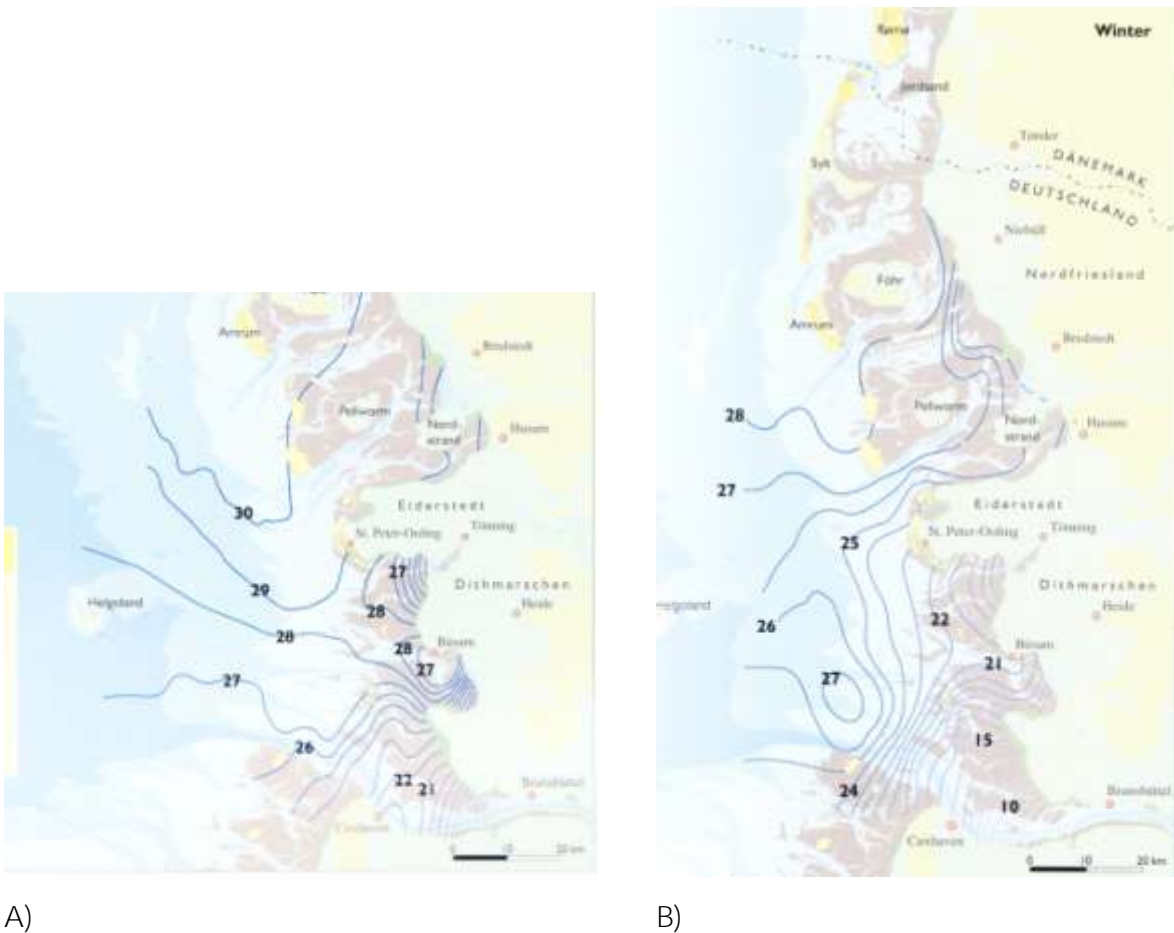 Amrum
Bredstedt
Pellworm
Nord-
strand
Husum
30
Eiderstedt
St. Peter-Ording
Tönning
27
29
Dithmarschen
Helgoland
28
Heide
28
28
Büsum
27
27
26
22
21
Brunsbüttel
Cuxhaven
0 10 20 km
A)
Winter
Rømø
Jordsand
Tønder
Sylt
DÄNEMARK
DEUTSCHLAND
Niebüll
Nordfriesland
Föhr
Amrum
Bredstedt
28
Pellworm
Nord-
strand
Husum
27
Eiderstedt
St. Peter-Ording
Tönning
25
Dithmarschen
Helgoland
Heide
22
26
Büsum
21
27
15
24
10
Brunsbüttel
Cuxhaven
0 10 20 km
B)